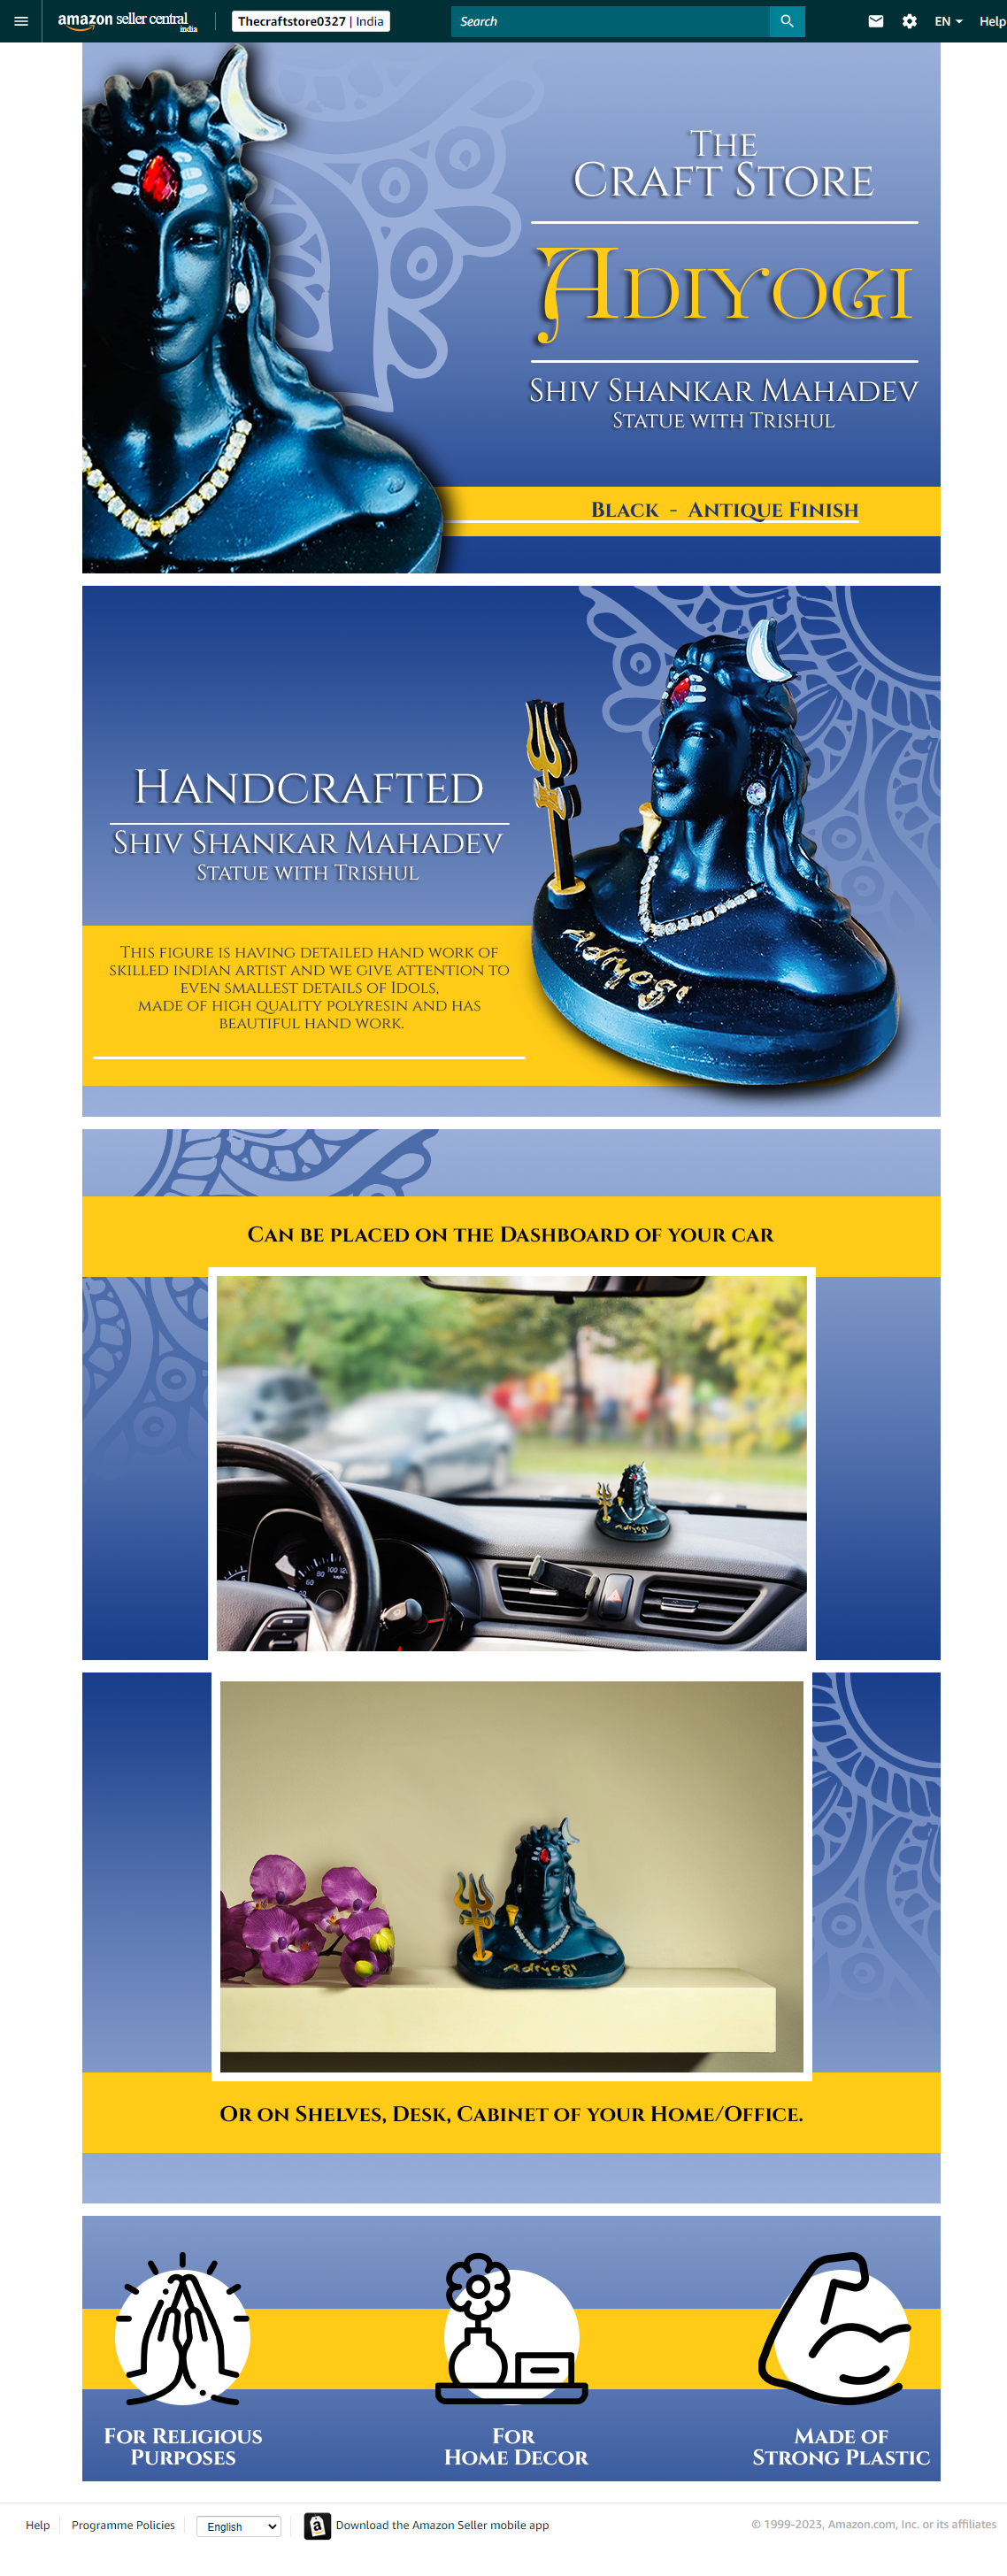 amazon seller central
india
Thecraftstore0327 | India
Search
EN
Help
The
Craft Store
Adiyogi
Shiv Shankar Mahadev
Statue with Trishul
Black - Antique Finish
Handcrafted
Shiv Shankar Mahadev
Statue with Trishul
This figure is having detailed hand work of
skilled Indian artist and we give attention to
even smallest details of Idols,
made of high quality polyresin and has
beautiful hand work.
Adiyogi
Can be placed on the Dashboard of your car
Adiyogi
Adiyogi
Or on Shelves, Desk, Cabinet of your Home/Office.
For Religious
Purposes
For
Home Decor
Made of
Strong Plastic
Help
Programme Policies
English
Download the Amazon Seller mobile app
© 1999-2023, Amazon.com, Inc. or its affiliates